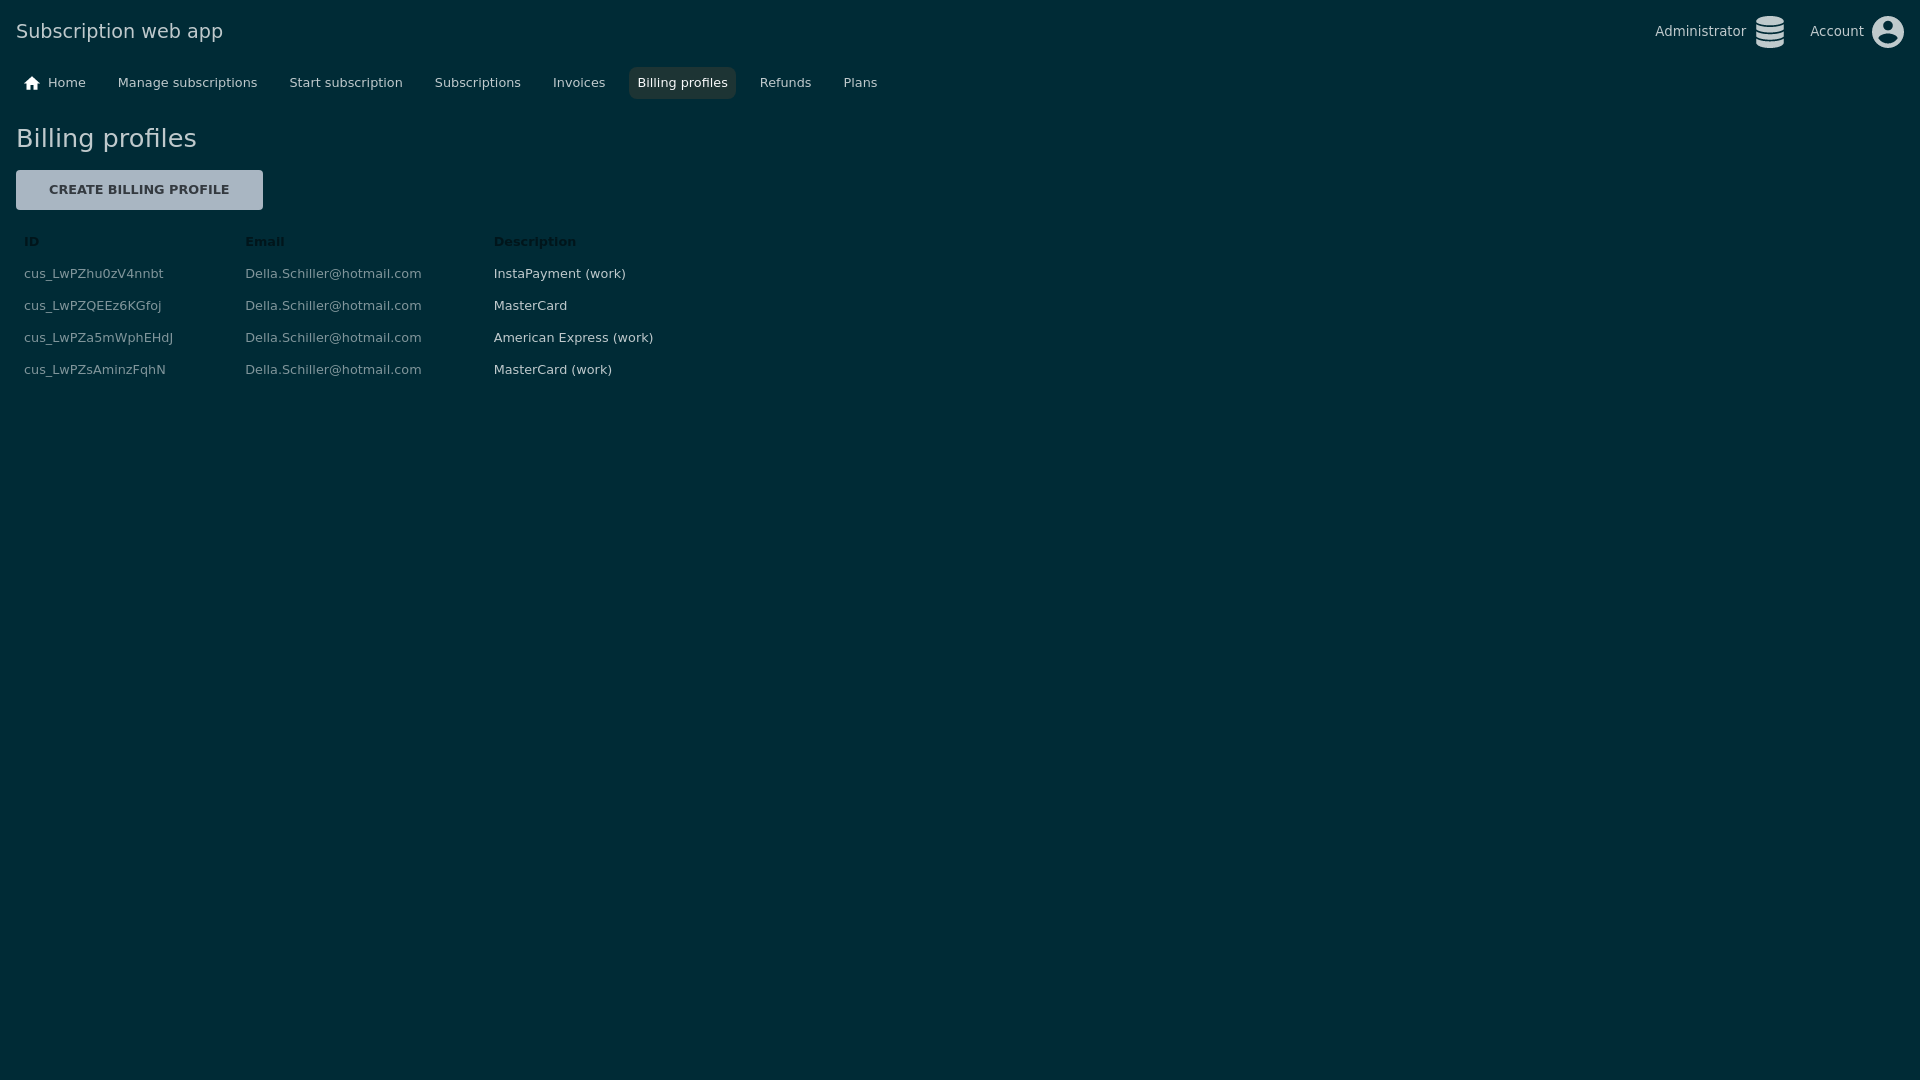 Subscription web app
Administrator
Account
Home
Manage subscriptions
Start subscription
Subscriptions
Invoices
Billing profiles
Refunds
Plans
Billing profiles
CREATE BILLING PROFILE
ID Email Description
cus_LwPZhu0zV4nnbt Della.Schiller@hotmail.com InstaPayment (work)
cus_LwPZQEEz6KGfoj Della.Schiller@hotmail.com MasterCard
cus_LwPZa5mWphEHdJ Della.Schiller@hotmail.com American Express (work)
cus_LwPZsAminzFqhN Della.Schiller@hotmail.com MasterCard (work)